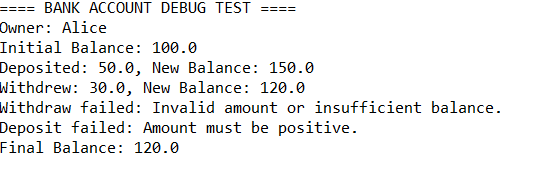 ==== BANK ACCOUNT DEBUG TEST ====
Owner: Alice
Initial Balance: 100.0
Deposited: 50.0, New Balance: 150.0
Withdrew: 30.0, New Balance: 120.0
Withdraw failed: Invalid amount or insufficient balance.
Deposit failed: Amount must be positive.
Final Balance: 120.0